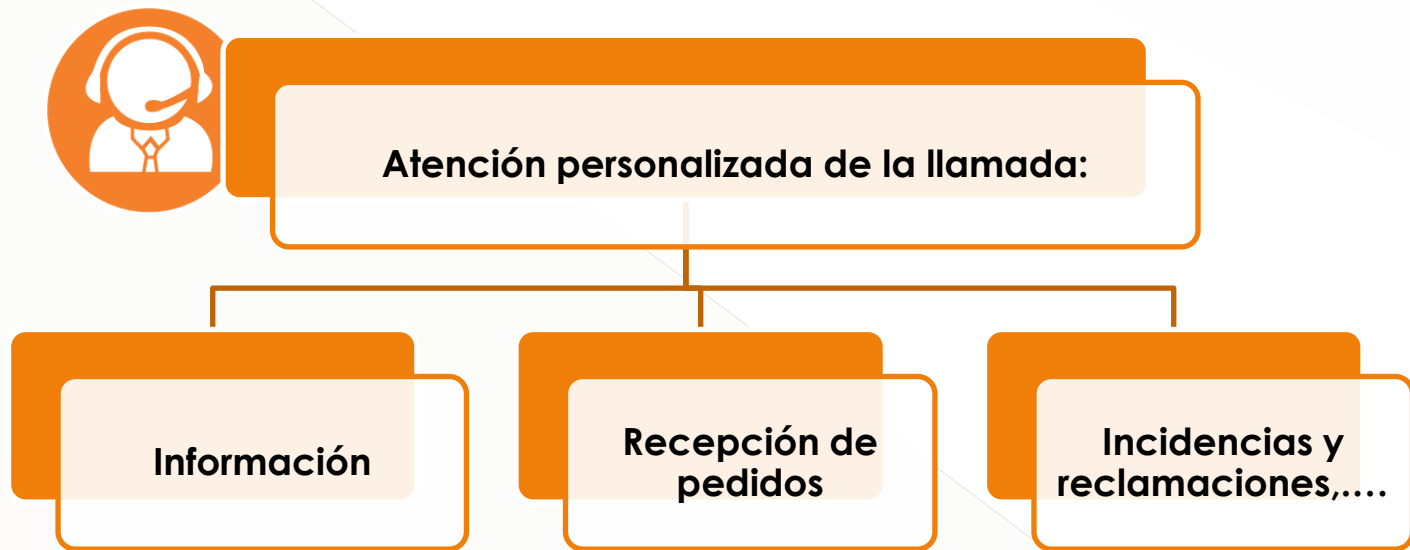 Atención personalizada de la llamada:
Información
Recepción de
pedidos
Incidencias y
reclamaciones,....